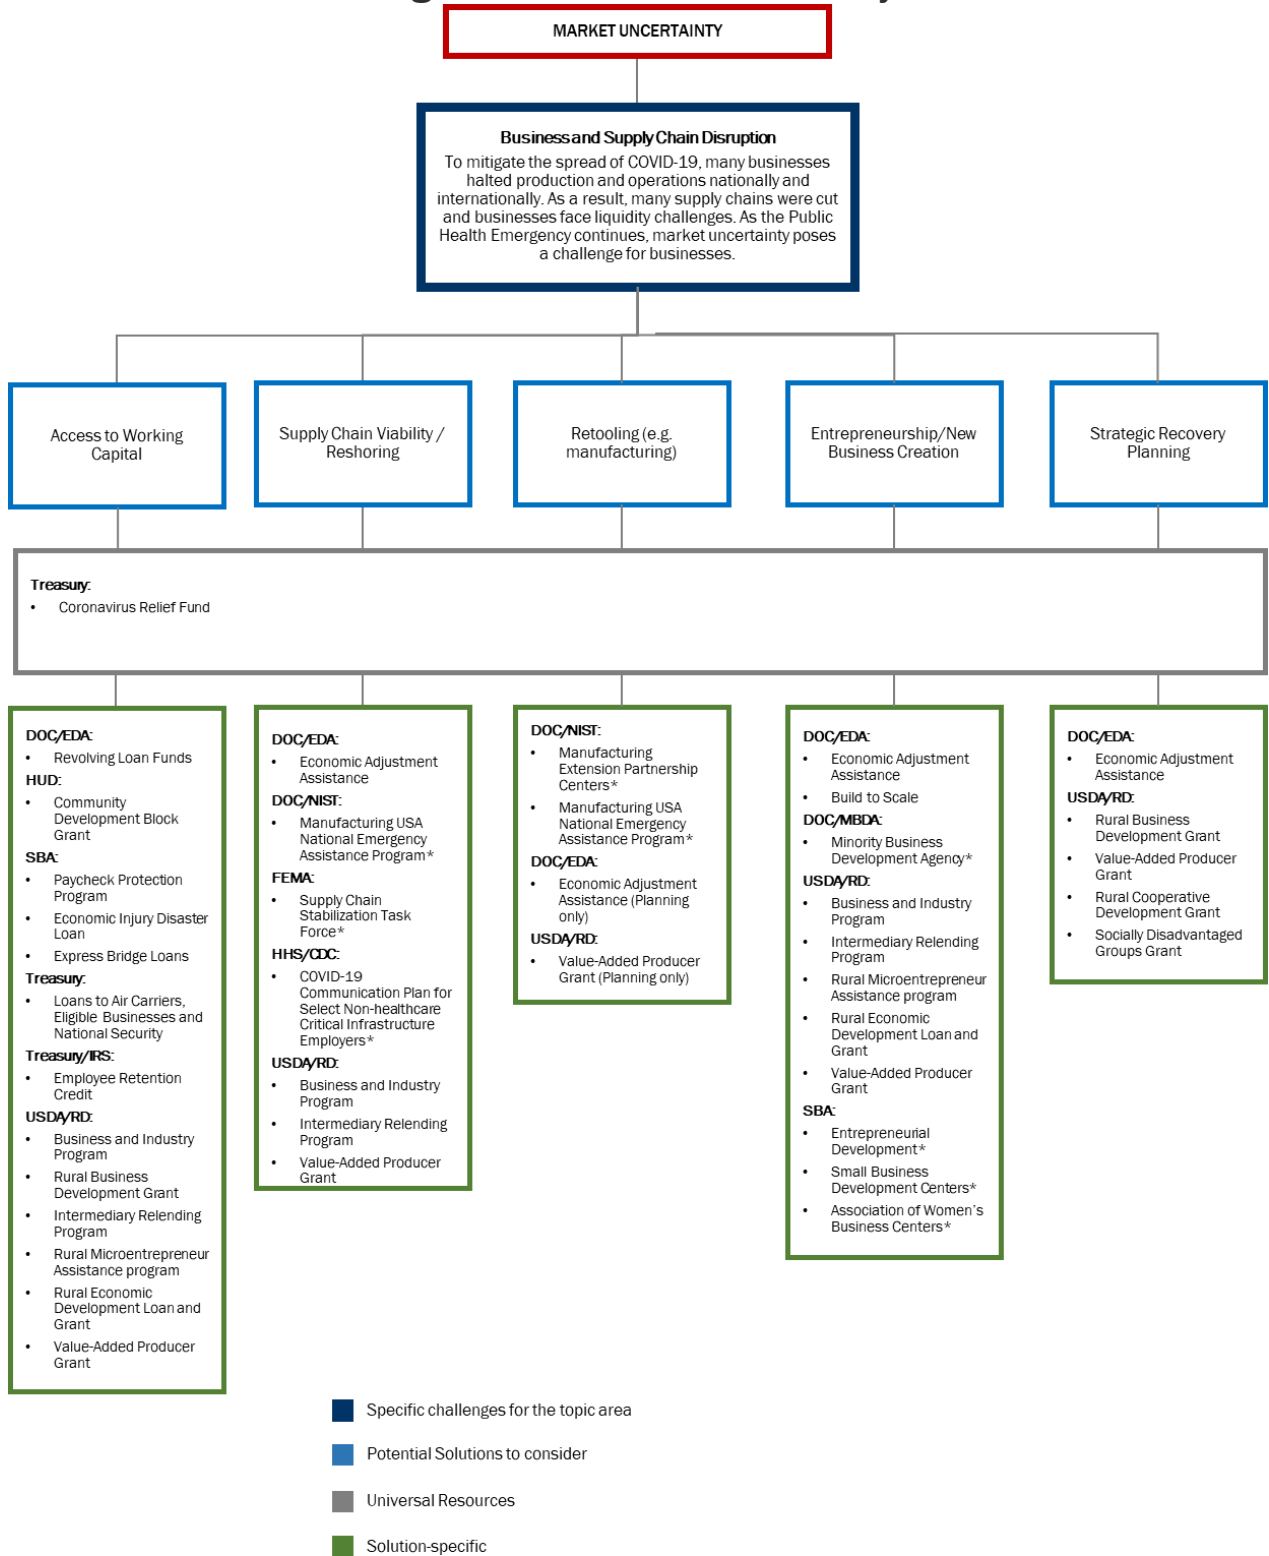 MARKET UNCERTAINTY
Business and Supply Chain Disruption
To mitigate the spread of COVID-19, many businesses
halted production and operations nationally and
internationally. As a result, many supply chains were cut
and businesses face liquidity challenges. As the Public
Health Emergency continues, market uncertainty poses
a challenge for businesses.
Access to Working
Capital
Supply Chain Viability /
Reshoring
Retooling (e.g.
manufacturing)
Entrepreneurship/New
Business Creation
Strategic Recovery
Planning
Treasury:
• Coronavirus Relief Fund
DOC/EDA:
• Revolving Loan Funds
HUD:
• Community
Development Block
Grant
SBA:
• Paycheck Protection
Program
• Economic Injury Disaster
Loan
• Express Bridge Loans
Treasury:
• Loans to Air Carriers,
Eligible Businesses and
National Security
Treasury/IRS:
• Employee Retention
Credit
USDA/RD:
• Business and Industry
Program
• Rural Business
Development Grant
• Intermediary Relending
Program
• Rural Microentrepreneur
Assistance program
• Rural Economic
Development Loan and
Grant
• Value-Added Producer
Grant
DOC/EDA:
• Economic Adjustment
Assistance
DOC/NIST:
• Manufacturing USA
National Emergency
Assistance Program*
FEMA:
• Supply Chain
Stabilization Task
Force*
HHS/CDC:
• COVID-19
Communication Plan for
Select Non-healthcare
Critical Infrastructure
Employers*
USDA/RD:
• Business and Industry
Program
• Intermediary Relending
Program
• Value-Added Producer
Grant
DOC/NIST:
• Manufacturing
Extension Partnership
Centers*
• Manufacturing USA
National Emergency
Assistance Program*
DOC/EDA:
• Economic Adjustment
Assistance (Planning
only)
USDA/RD:
• Value-Added Producer
Grant (Planning only)
DOC/EDA:
• Economic Adjustment
Assistance
• Build to Scale
DOC/MBDA:
• Minority Business
Development Agency*
USDA/RD:
• Business and Industry
Program
• Intermediary Relending
Program
• Rural Microentrepreneur
Assistance program
• Rural Economic
Development Loan and
Grant
• Value-Added Producer
Grant
SBA:
• Entrepreneurial
Development*
• Small Business
Development Centers*
• Association of Women's
Business Centers*
DOC/EDA:
• Economic Adjustment
Assistance
USDA/RD:
• Rural Business
Development Grant
• Value-Added Producer
Grant
• Rural Cooperative
Development Grant
• Socially Disadvantaged
Groups Grant
Specific challenges for the topic area
Potential Solutions to consider
Universal Resources
Solution-specific